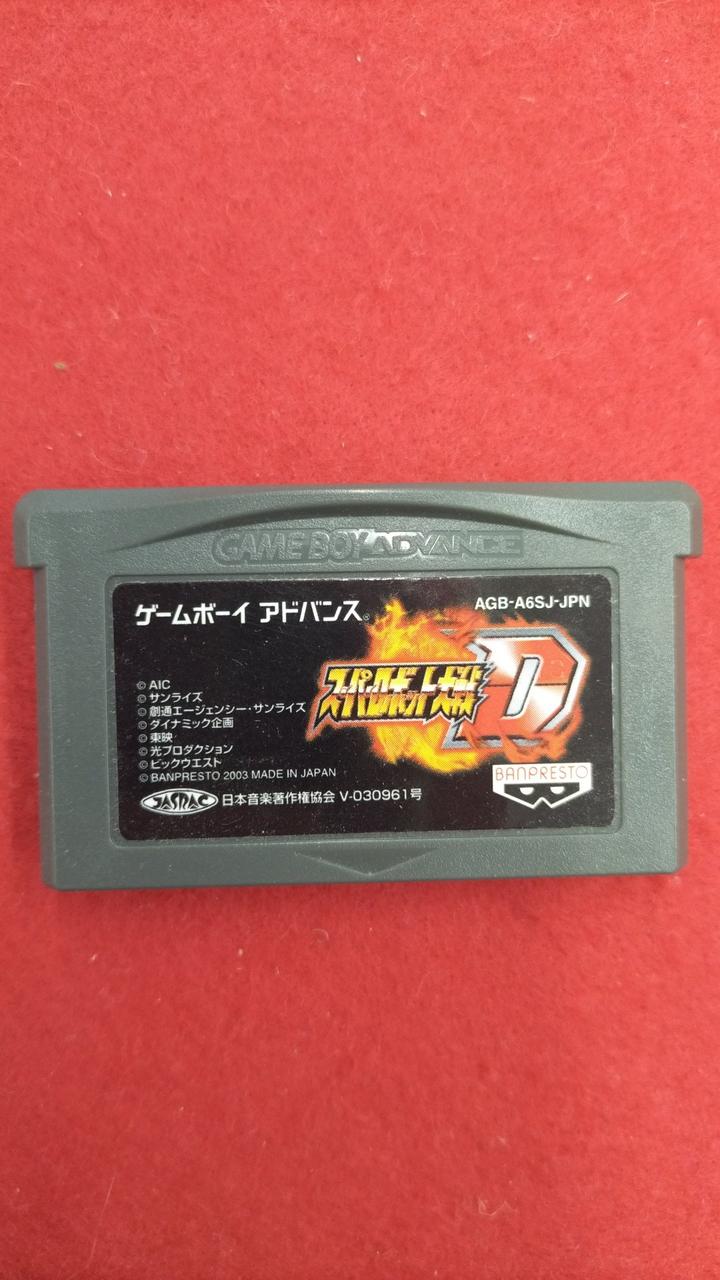 GAME BOY ADVANCE
ゲームボーイ アドバンス®
AGB-A6SJ-JPN
スーパーロボット大戦 D
© AIC
© サンライズ
© 創通エージェンシー・サンライズ
© ダイナミック企画
© 東映
© 光プロダクション
© ビックウエスト
© BANPRESTO 2003 MADE IN JAPAN
BANPRESTO
JASRAC 日本音楽著作権協会 V-030961号